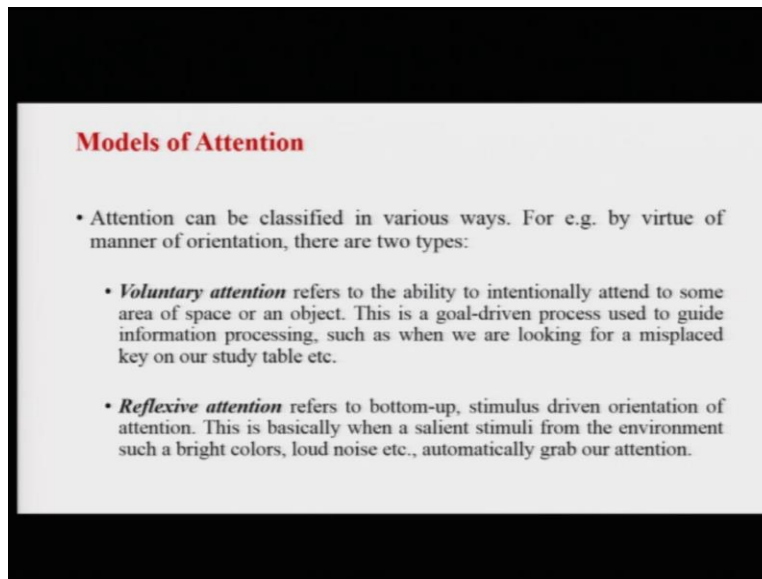 Models of Attention
• Attention can be classified in various ways. For e.g. by virtue of
manner of orientation, there are two types:
• Voluntary attention refers to the ability to intentionally attend to some
area of space or an object. This is a goal-driven process used to guide
information processing, such as when we are looking for a misplaced
key on our study table etc.
• Reflexive attention refers to bottom-up, stimulus driven orientation of
attention. This is basically when a salient stimuli from the environment
such a bright colors, loud noise etc., automatically grab our attention.